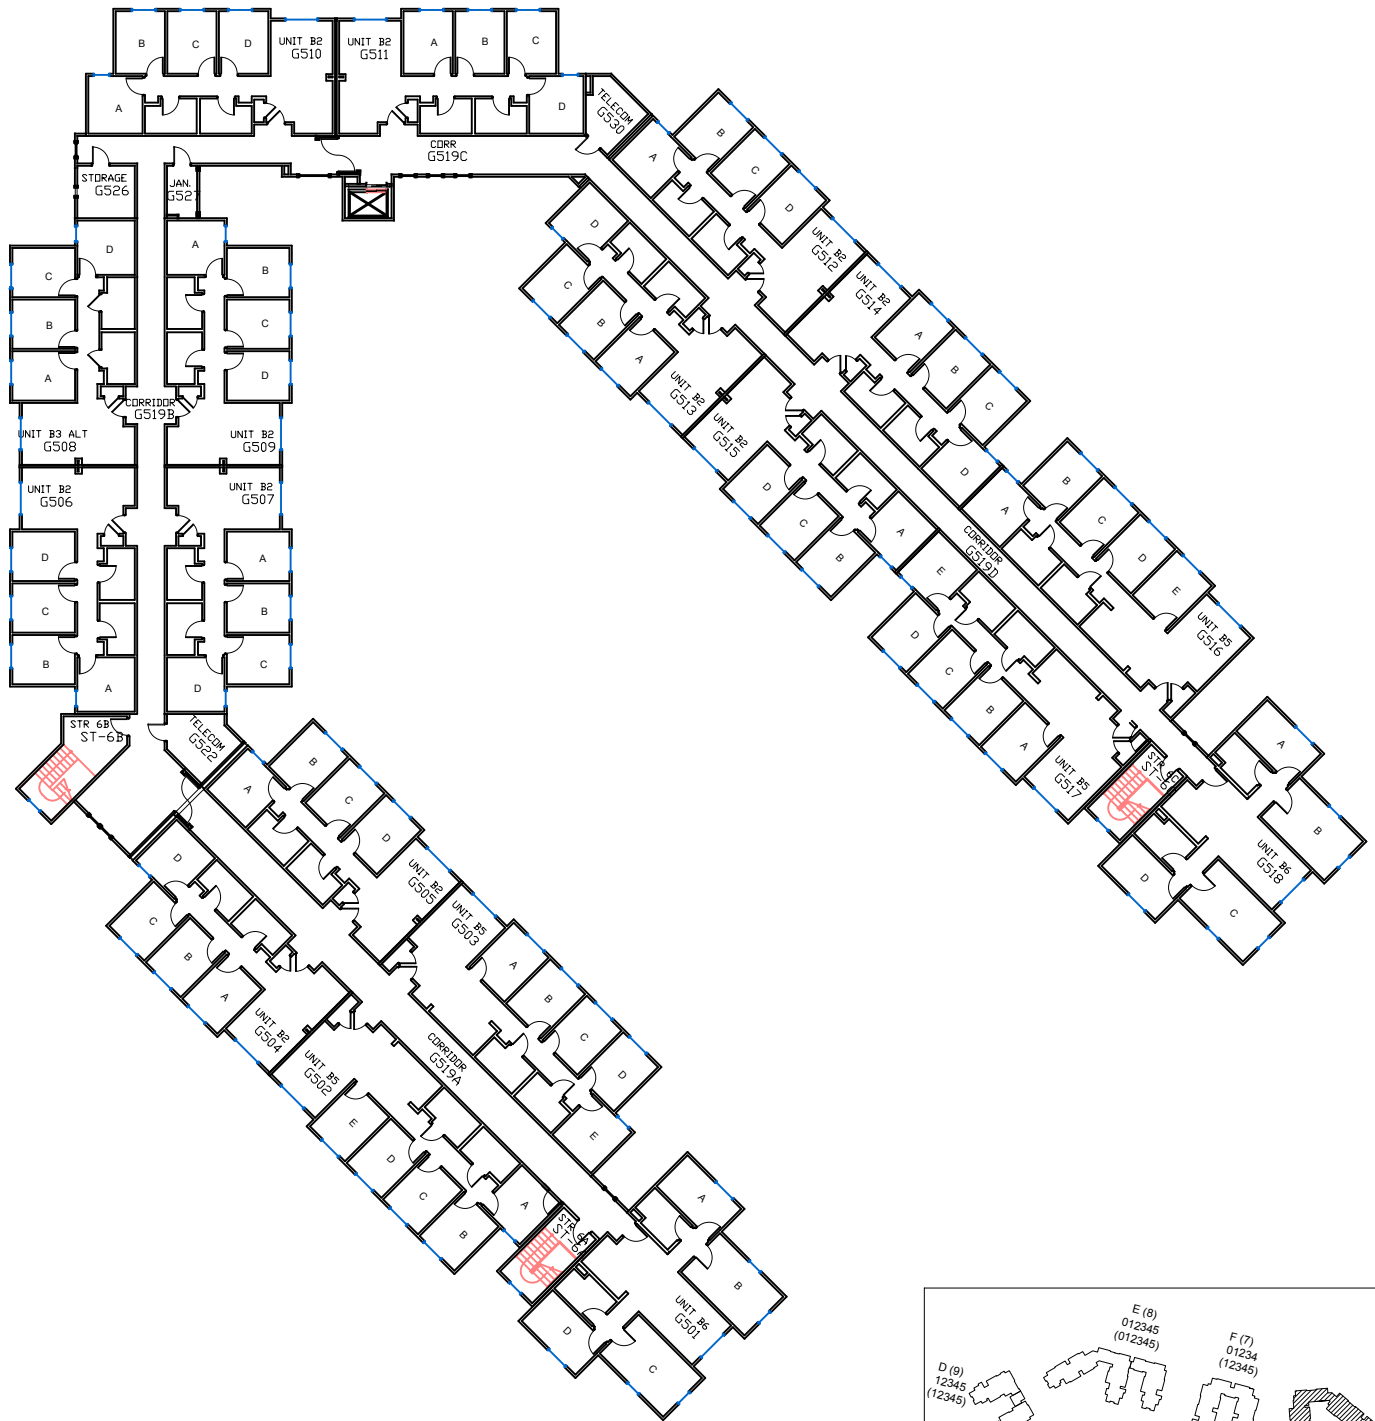 B
C
D
UNIT B2
G510
UNIT B2
G511
A
B
C
A
D
TELECOM
G530
CORR
G519C
STORAGE
G526
JAN.
G527
A
B
C
D
UNIT B2
G512
D
C
B
A
UNIT B2
G513
UNIT B2
G514
A
B
C
D
UNIT B2
G515
D
C
B
A
D
C
B
A
A
B
C
D
CORRIDOR
G519B
UNIT B3 ALT
G508
UNIT B2
G509
UNIT B2
G506
UNIT B2
G507
D
C
B
A
A
B
C
D
CORRIDOR
G519D
A
B
C
D
E
UNIT B5
G516
E
D
C
B
A
UNIT B5
G517
STR 6C
A
B
C
D
UNIT B6
G518
STR 6B
ST-6B
TELECOM
G522
A
B
C
D
UNIT B2
G505
D
C
B
A
UNIT B2
G504
UNIT B5
G503
A
B
C
D
E
CORRIDOR
G519A
UNIT B5
G502
E
D
C
B
A
STR 6A
A
B
C
D
UNIT B6
G501
E (8)
012345
(012345)
F (7)
01234
(12345)
D (9)
12345
(12345)